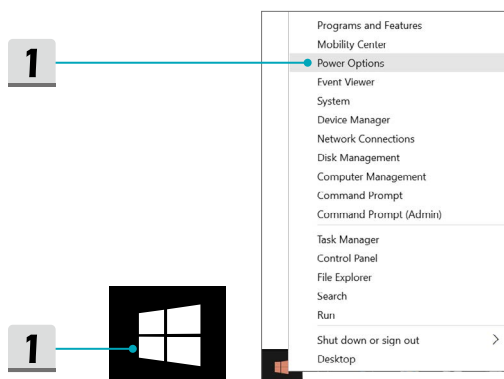 1
Programs and Features
Mobility Center
Power Options
Event Viewer
System
Device Manager
Network Connections
Disk Management
Computer Management
Command Prompt
Command Prompt (Admin)
Task Manager
Control Panel
File Explorer
Search
Run
Shut down or sign out
Desktop
1